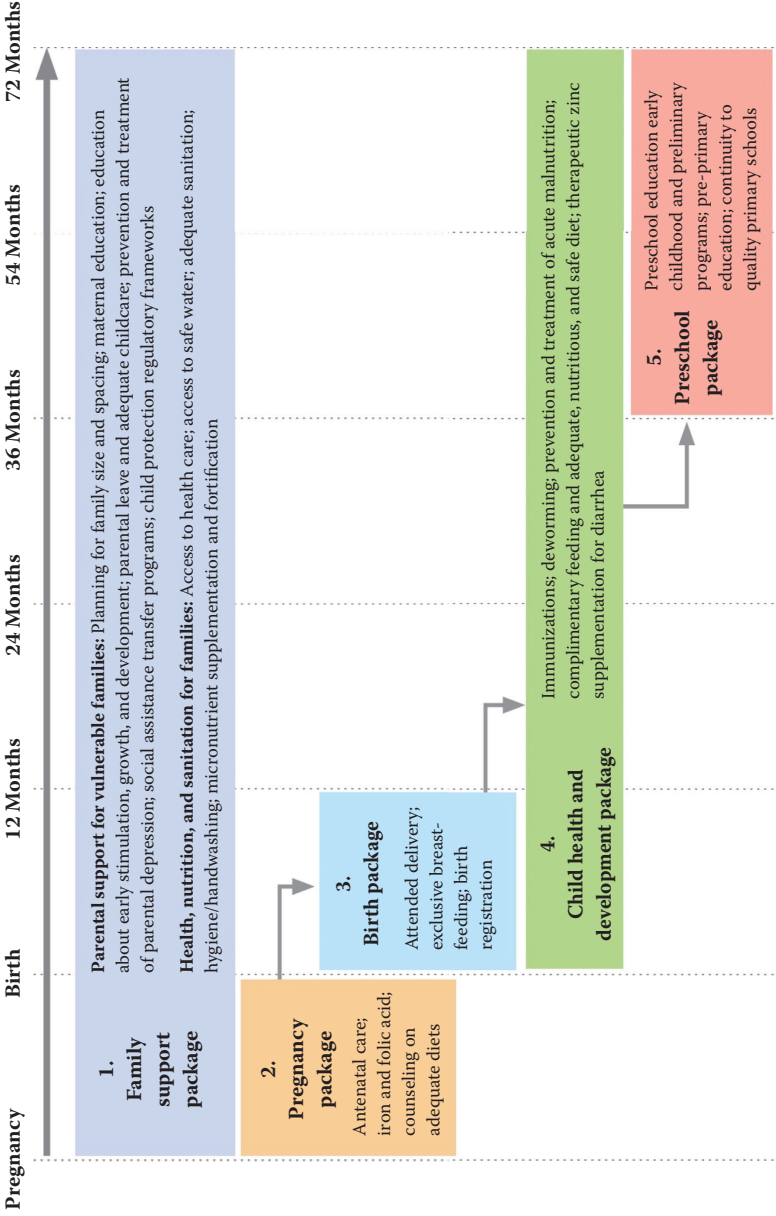 Pregnancy
Birth
12 Months
24 Months
36 Months
54 Months
72 Months
1.
Family
support
package
Parental support for vulnerable families: Planning for family size and spacing; maternal education; education
about early stimulation, growth, and development; parental leave and adequate childcare; prevention and treatment
of parental depression; social assistance transfer programs; child protection regulatory frameworks
Health, nutrition, and sanitation for families: Access to health care; access to safe water; adequate sanitation;
hygiene/handwashing; micronutrient supplementation and fortification
2.
Pregnancy
package
Antenatal care;
iron and folic acid;
counseling on
adequate diets
3.
Birth package
Attended delivery;
exclusive breast-
feeding; birth
registration
4.
Child health and
development package
Immunizations; deworming; prevention and treatment of acute malnutrition;
complimentary feeding and adequate, nutritious, and safe diet; therapeutic zinc
supplementation for diarrhea
5.
Preschool
package
Preschool education early
childhood and preliminary
programs; pre-primary
education; continuity to
quality primary schools